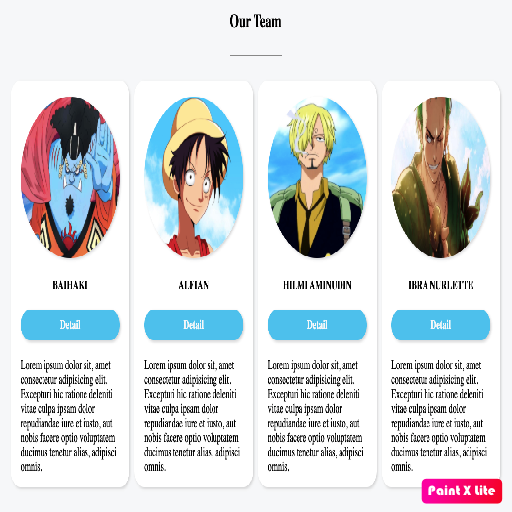 Our Team
BAIHAKI
Detail
Lorem ipsum dolor sit, amet
consectetur adipisicing elit.
Excepturi hic ratione deleniti
vitae culpa ipsam dolor
repudiandae iure et iusto, aut
nobis facere optio voluptatem
ducimus tenetur alias, adipisci
omnis.
ALFIAN
Detail
Lorem ipsum dolor sit, amet
consectetur adipisicing elit.
Excepturi hic ratione deleniti
vitae culpa ipsam dolor
repudiandae iure et iusto, aut
nobis facere optio voluptatem
ducimus tenetur alias, adipisci
omnis.
HILMI AMINUDIN
Detail
Lorem ipsum dolor sit, amet
consectetur adipisicing elit.
Excepturi hic ratione deleniti
vitae culpa ipsam dolor
repudiandae iure et iusto, aut
nobis facere optio voluptatem
ducimus tenetur alias, adipisci
omnis.
IBRA NURLETTE
Detail
Lorem ipsum dolor sit, amet
consectetur adipisicing elit.
Excepturi hic ratione deleniti
vitae culpa ipsam dolor
repudiandae iure et iusto, aut
nobis facere optio voluptatem
ducimus tenetur alias, adipisci
omnis.
Paint X Lite